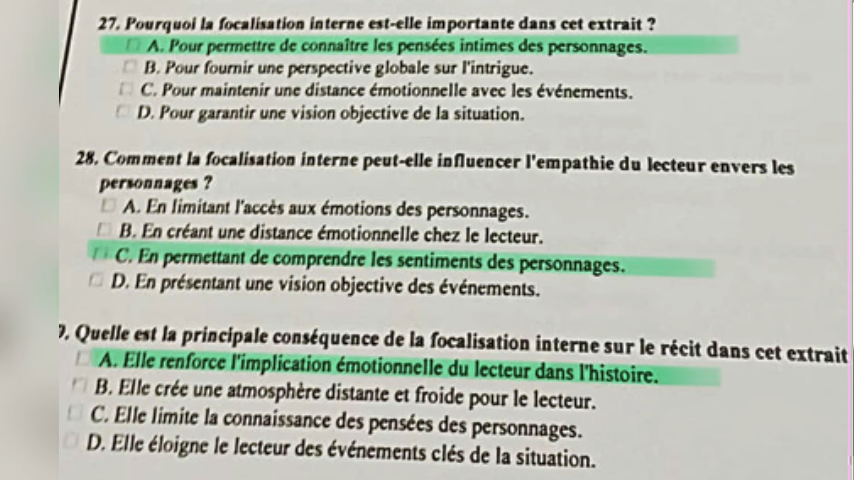 27. Pourquoi la focalisation interne est-elle importante dans cet extrait ?
A. Pour permettre de connaître les pensées intimes des personnages.
B. Pour fournir une perspective globale sur l'intrigue.
C. Pour maintenir une distance émotionnelle avec les événements.
D. Pour garantir une vision objective de la situation.
28. Comment la focalisation interne peut-elle influencer l'empathie du lecteur envers les
personnages ?
A. En limitant l'accès aux émotions des personnages.
B. En créant une distance émotionnelle chez le lecteur.
C. En permettant de comprendre les sentiments des personnages.
D. En présentant une vision objective des événements.
9. Quelle est la principale conséquence de la focalisation interne sur le récit dans cet extrait
A. Elle renforce l'implication émotionnelle du lecteur dans l'histoire.
B. Elle crée une atmosphère distante et froide pour le lecteur.
C. Elle limite la connaissance des pensées des personnages.
D. Elle éloigne le lecteur des événements clés de la situation.